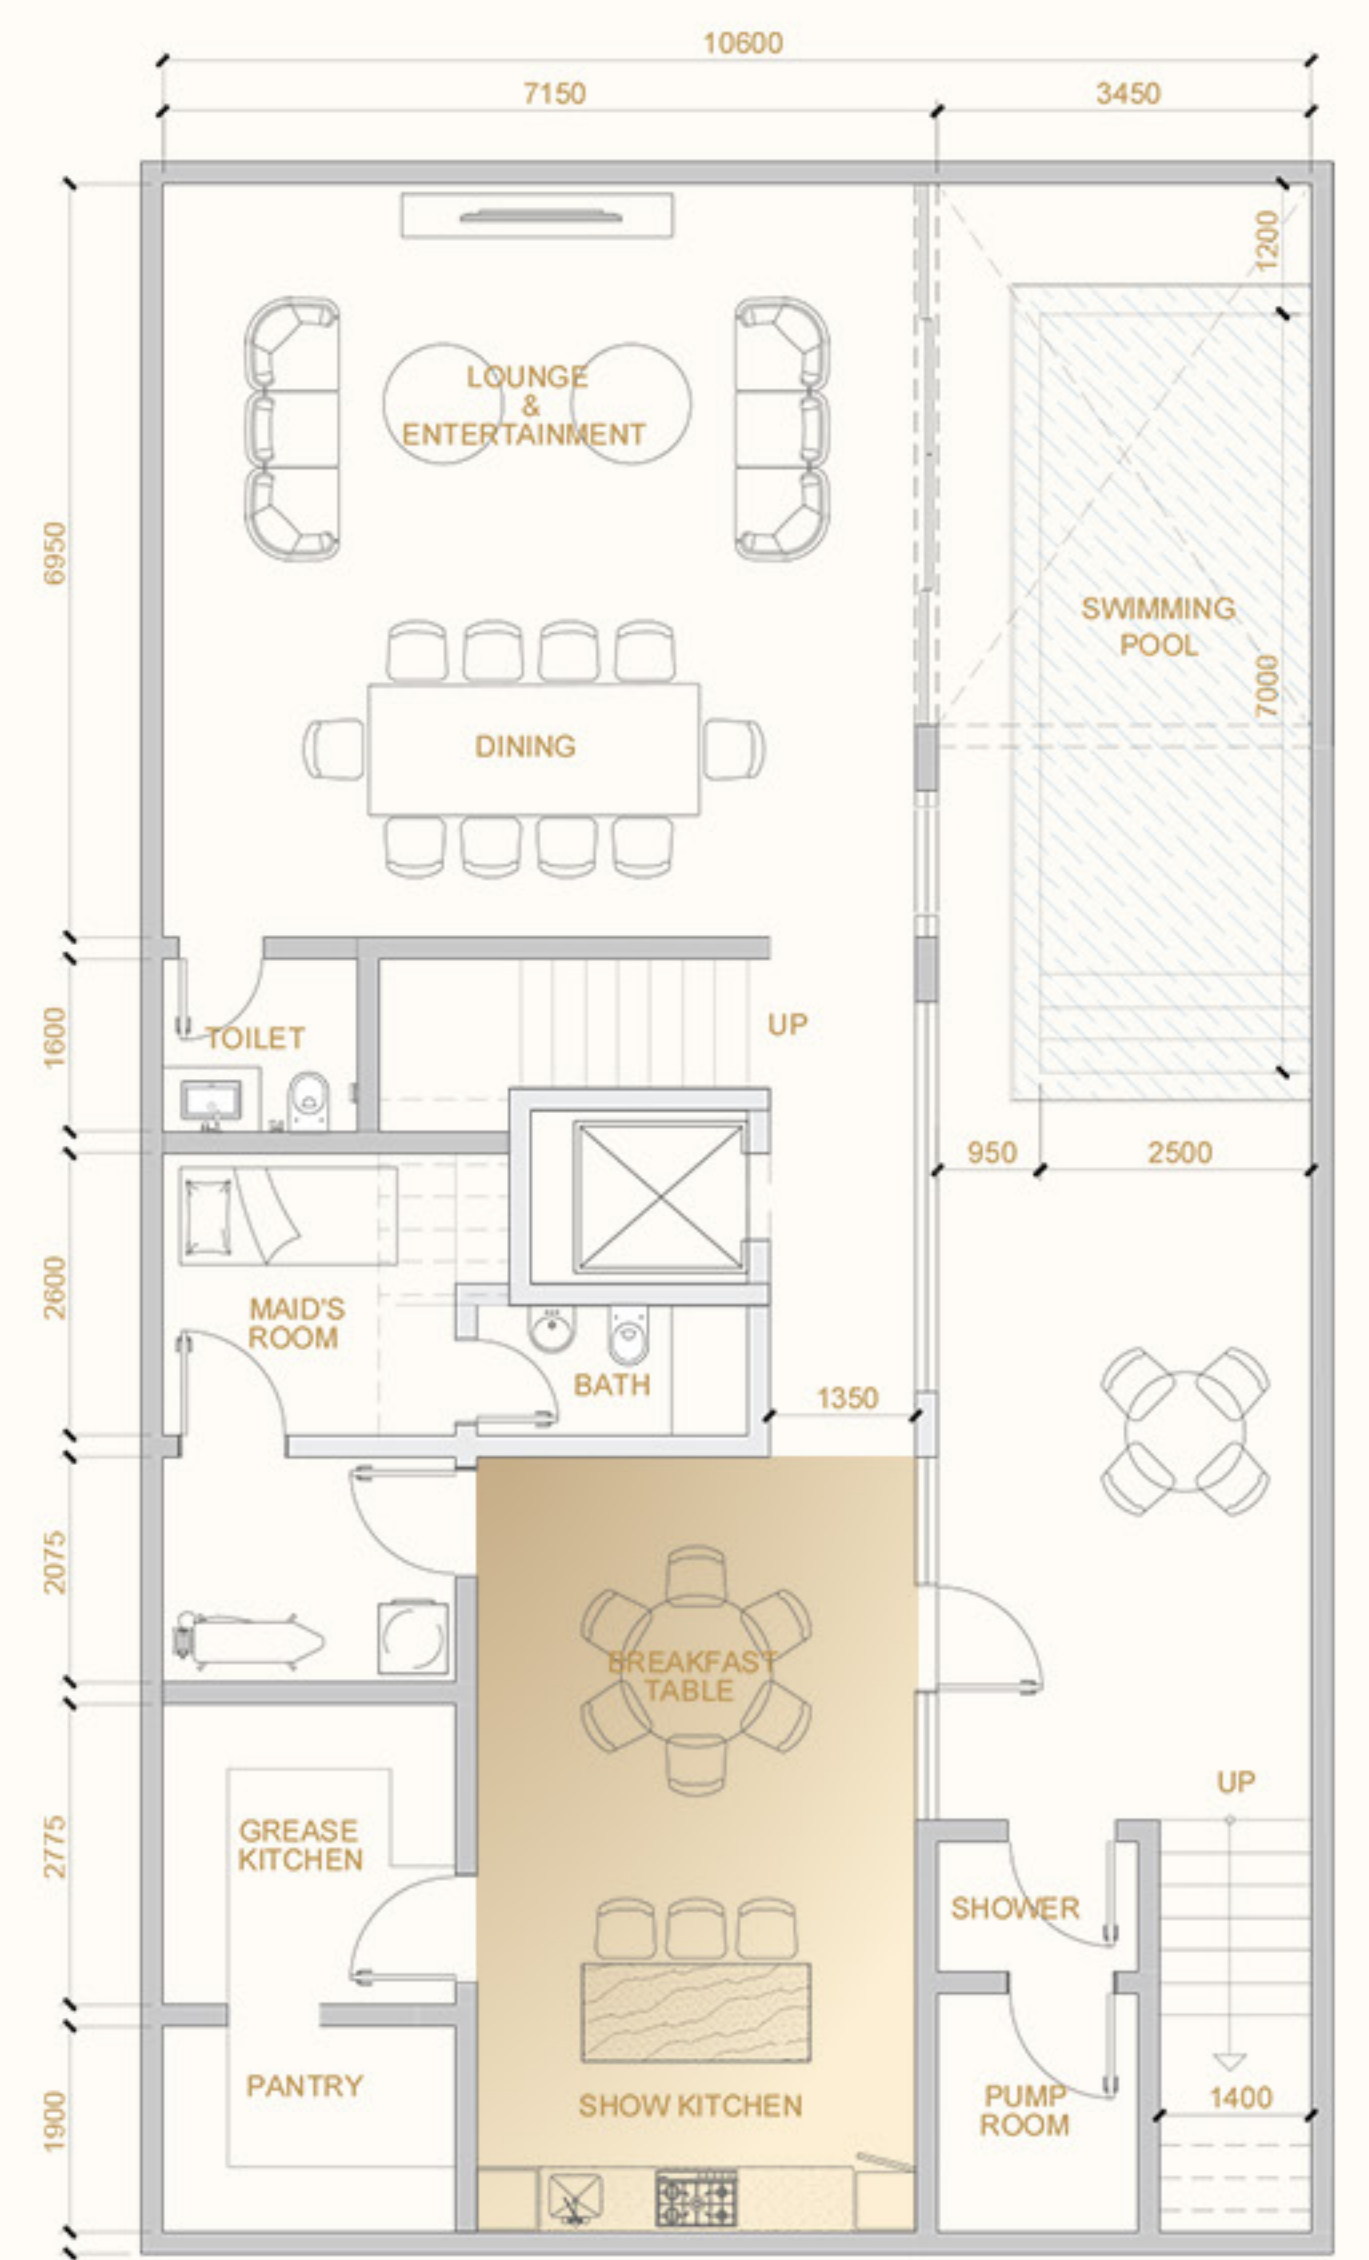 10600
7150
3450
1200
LOUNGE
&
ENTERTAINMENT
6950
SWIMMING
POOL
7000
DINING
1600
TOILET
UP
950
2500
2600
MAID'S
ROOM
BATH
1350
2075
BREAKFAST
TABLE
UP
2775
GREASE
KITCHEN
SHOWER
PANTRY
SHOW KITCHEN
PUMP
ROOM
1400
1900